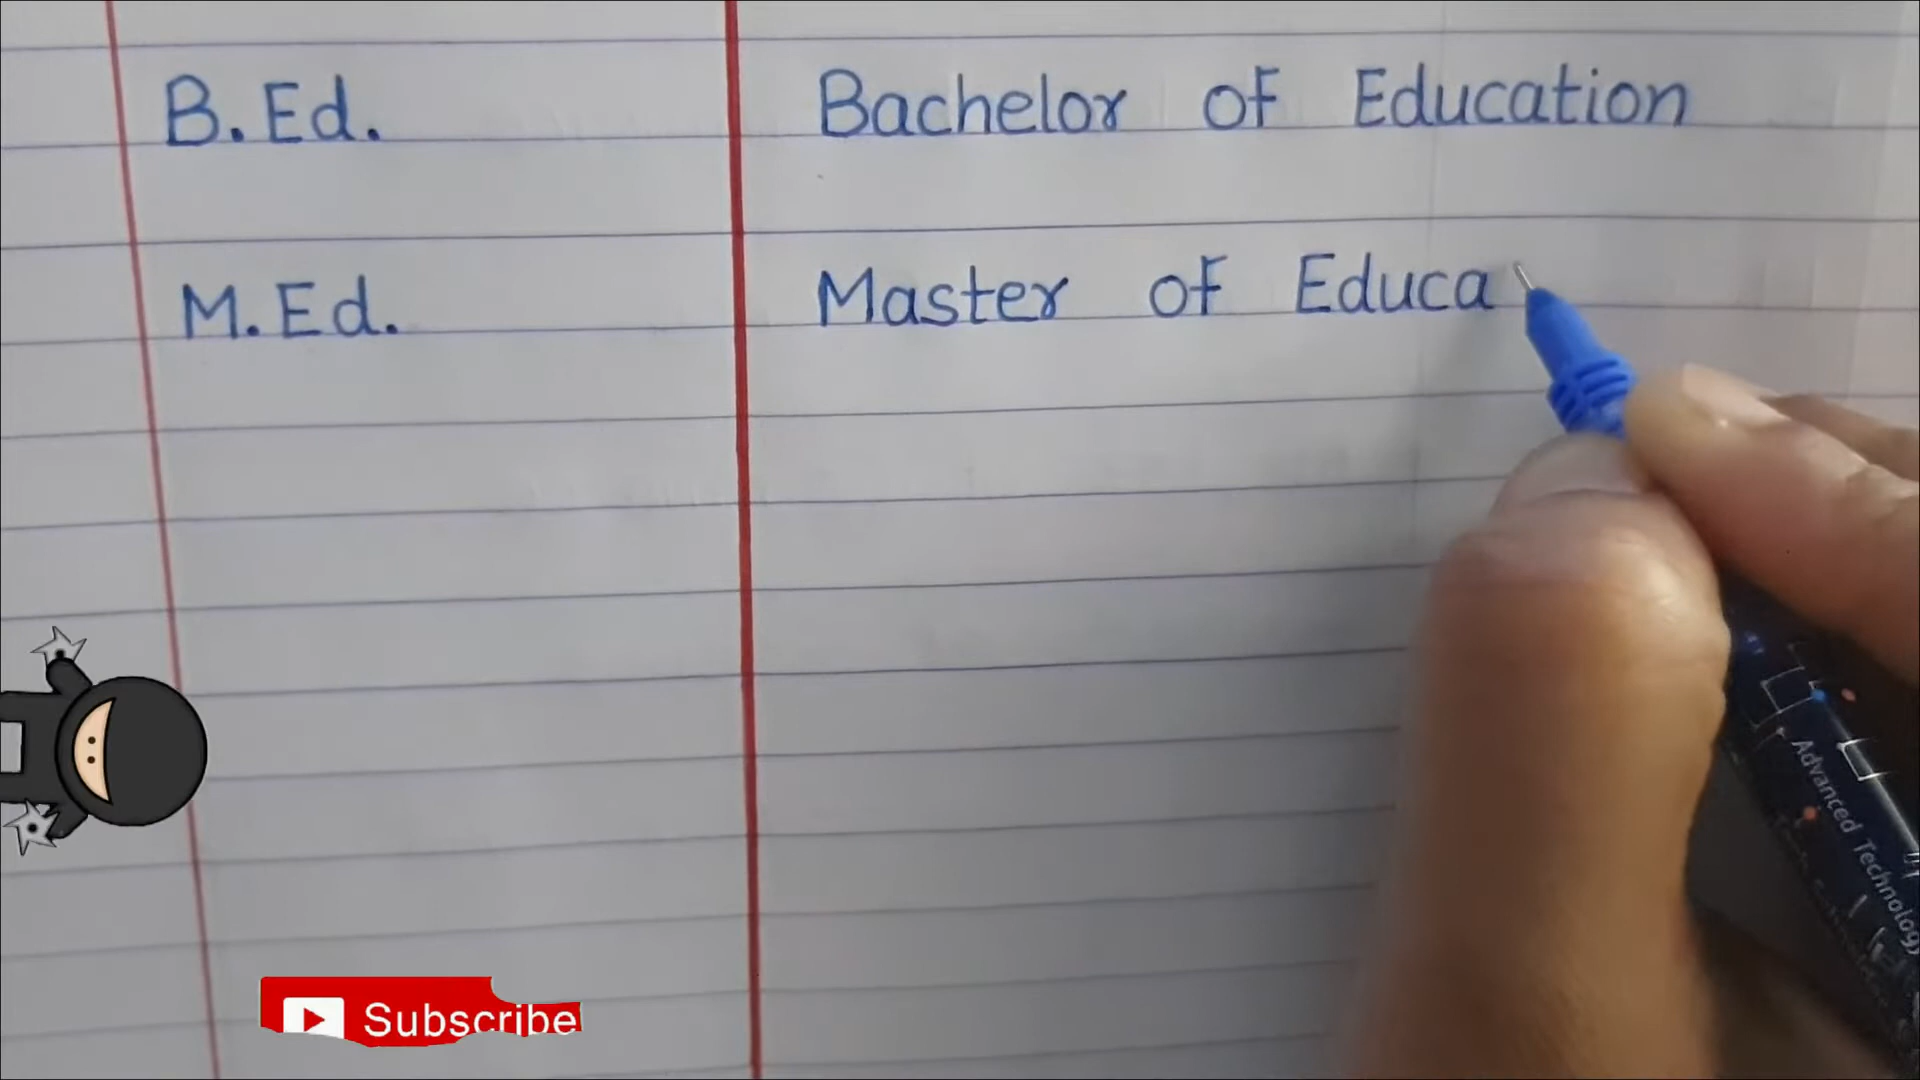 B.Ed. Bachelor of Education
M.Ed. Master of Educa
Advanced Technology
Subscribe